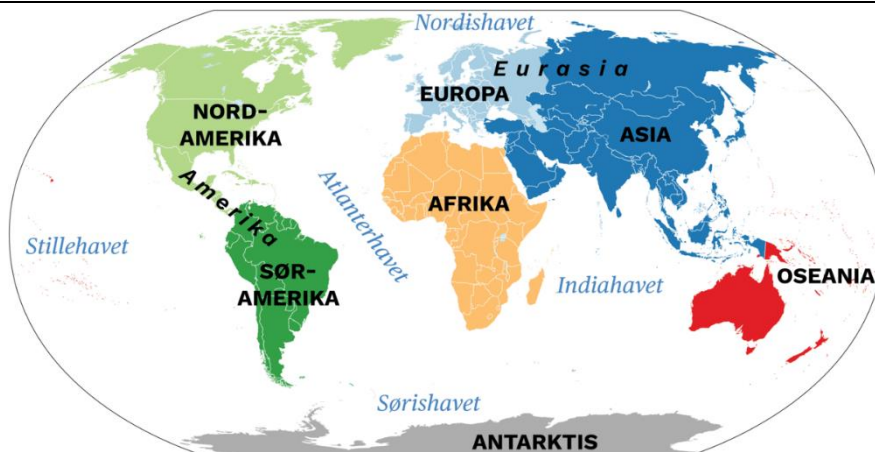 Nordishavet
Eurasia
EUROPA
NORD-
AMERIKA
ASIA
Amerika
Atlanterhavet
AFRIKA
Stillehavet
SØR-
AMERIKA
Indiahavet
OSEANIA
Sørishavet
ANTARKTIS